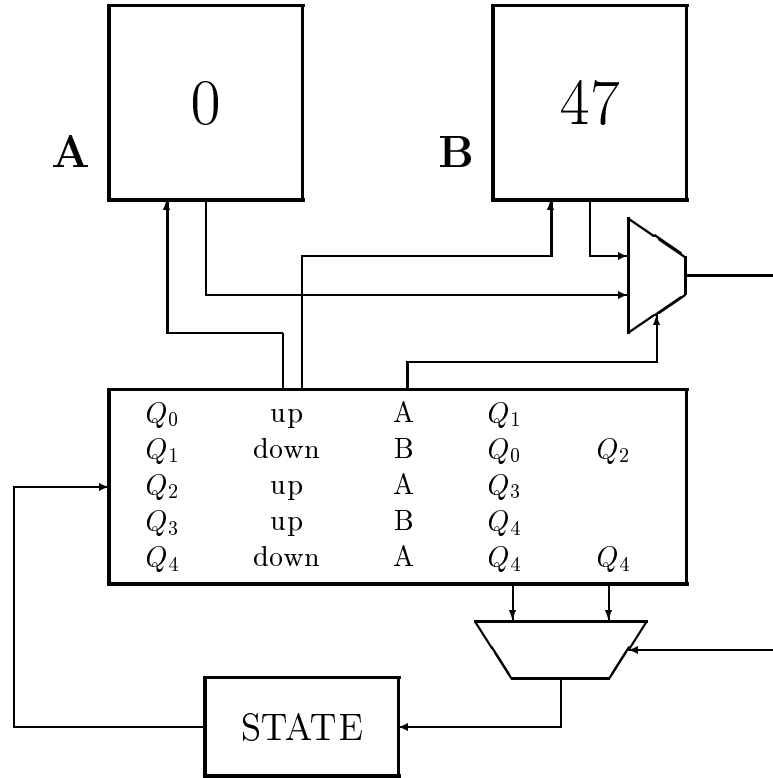 0
47
A
B
Q₀ up A Q₁
Q₁ down B Q₀ Q₂
Q₂ up A Q₃
Q₃ up B Q₄
Q₄ down A Q₄ Q₄
STATE